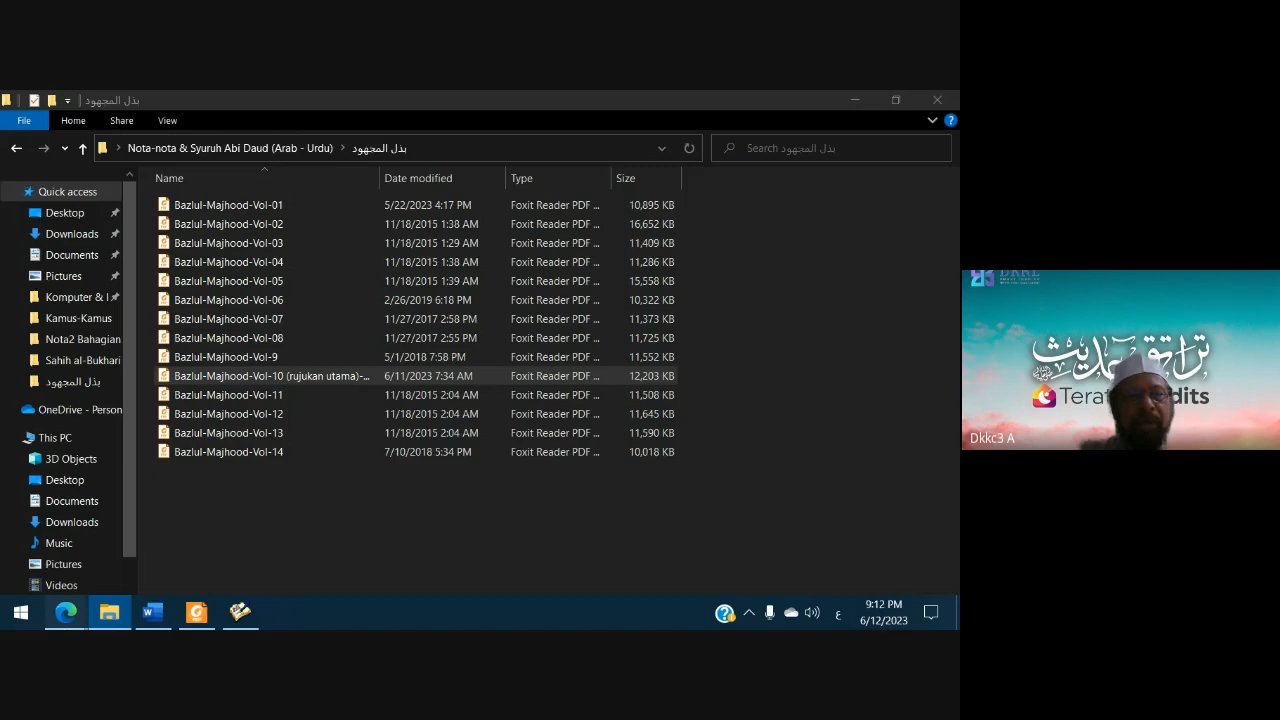 بذل المجهود
File Home Share View
Nota-nota & Syuruh Abi Daud (Arab - Urdu) > بذل المجهود
Search بذل المجهود
Name Date modified Type Size
Bazlul-Majhood-Vol-01 5/22/2023 4:17 PM Foxit Reader PDF ... 10,895 KB
Bazlul-Majhood-Vol-02 11/18/2015 1:38 AM Foxit Reader PDF ... 16,652 KB
Bazlul-Majhood-Vol-03 11/18/2015 1:29 AM Foxit Reader PDF ... 11,409 KB
Bazlul-Majhood-Vol-04 11/18/2015 1:38 AM Foxit Reader PDF ... 11,286 KB
Bazlul-Majhood-Vol-05 11/18/2015 1:39 AM Foxit Reader PDF ... 15,558 KB
Bazlul-Majhood-Vol-06 2/26/2019 6:18 PM Foxit Reader PDF ... 10,322 KB
Bazlul-Majhood-Vol-07 11/27/2017 2:58 PM Foxit Reader PDF ... 11,373 KB
Bazlul-Majhood-Vol-08 11/27/2017 2:55 PM Foxit Reader PDF ... 11,725 KB
Bazlul-Majhood-Vol-9 5/1/2018 7:58 PM Foxit Reader PDF ... 11,552 KB
Bazlul-Majhood-Vol-10 (rujukan utama)-... 6/11/2023 7:34 AM Foxit Reader PDF ... 12,203 KB
Bazlul-Majhood-Vol-11 11/18/2015 2:04 AM Foxit Reader PDF ... 11,508 KB
Bazlul-Majhood-Vol-12 11/18/2015 2:04 AM Foxit Reader PDF ... 11,645 KB
Bazlul-Majhood-Vol-13 11/18/2015 2:04 AM Foxit Reader PDF ... 11,590 KB
Bazlul-Majhood-Vol-14 7/10/2018 5:34 PM Foxit Reader PDF ... 10,018 KB
Quick access
Desktop
Downloads
Documents
Pictures
Komputer & I
Kamus-Kamus
Nota2 Bahagian
Sahih al-Bukhari
بذل المجهود
OneDrive - Person
This PC
3D Objects
Desktop
Documents
Downloads
Music
Pictures
Videos
ع
9:12 PM
6/12/2023
Dkkc3 A